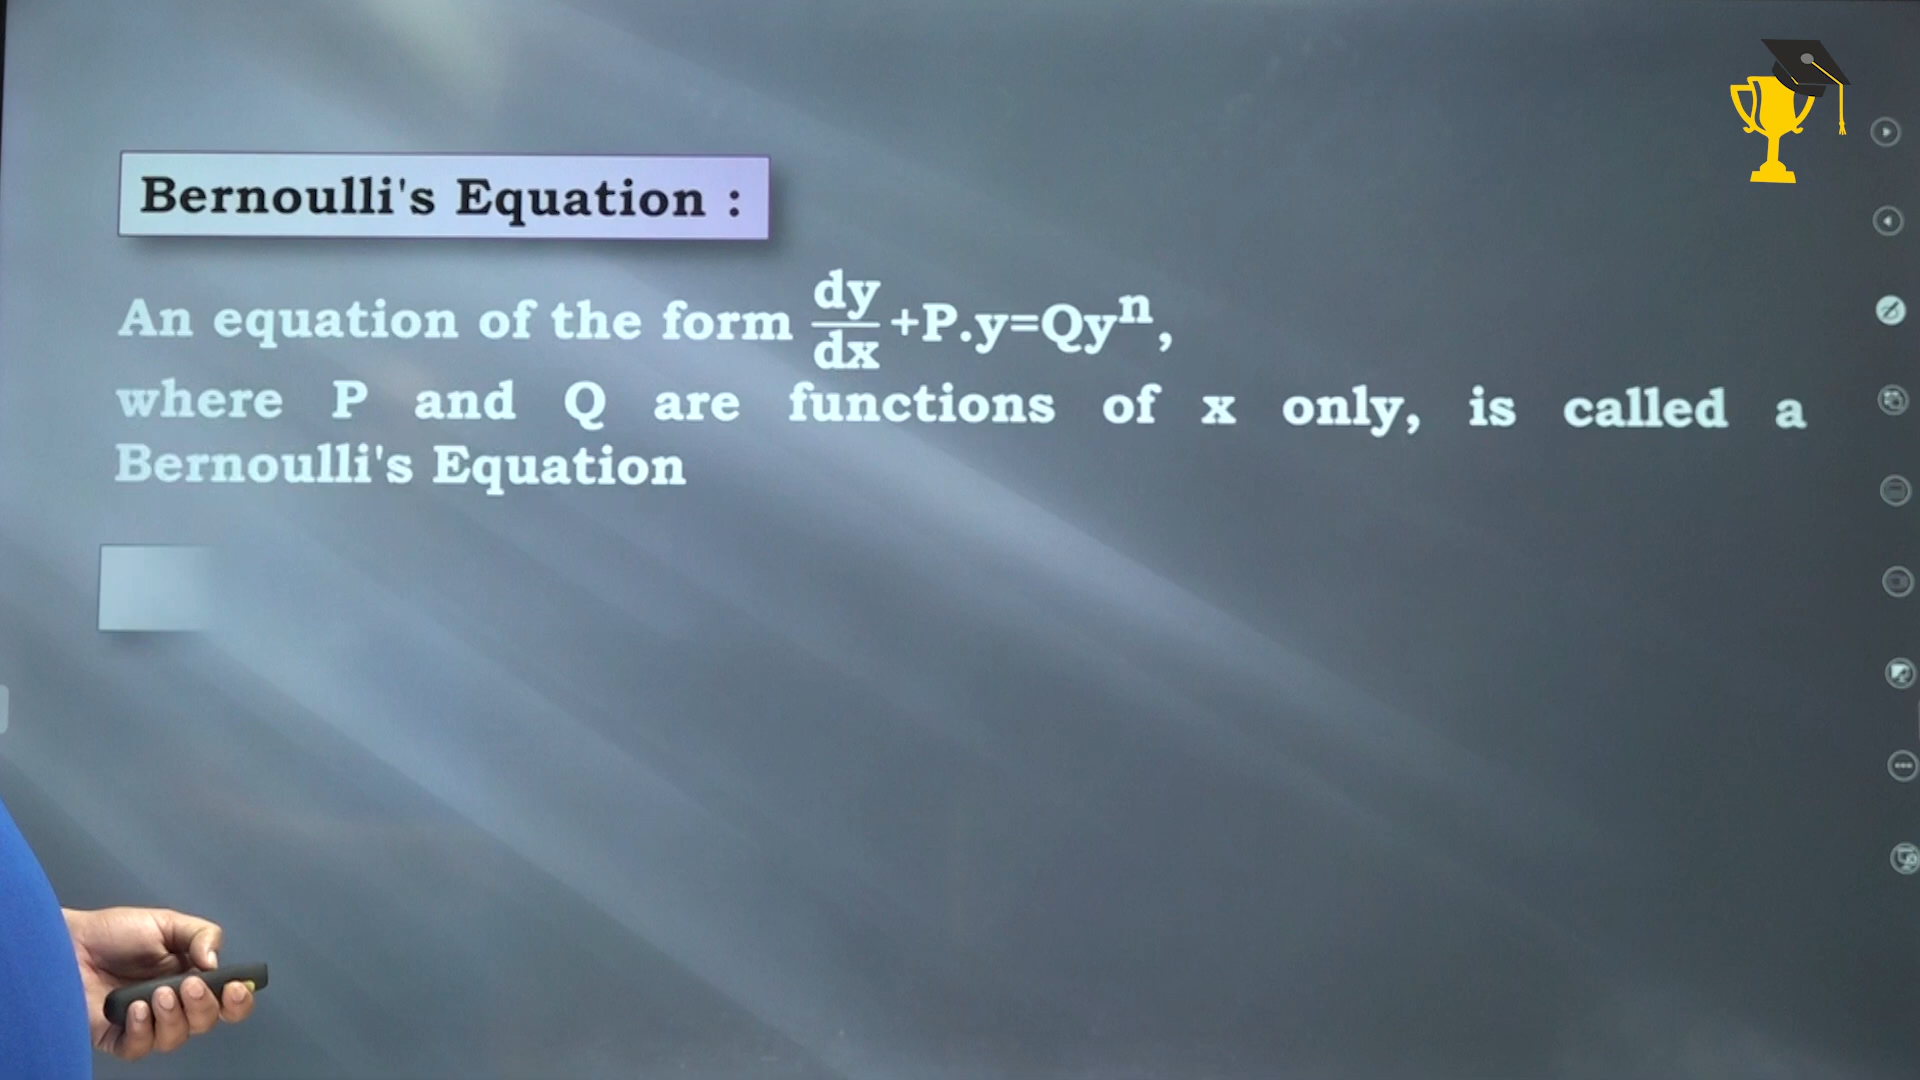 Bernoulli's Equation :
An equation of the form dy/dx +P.y=Qyⁿ,
where P and Q are functions of x only, is called a
Bernoulli's Equation